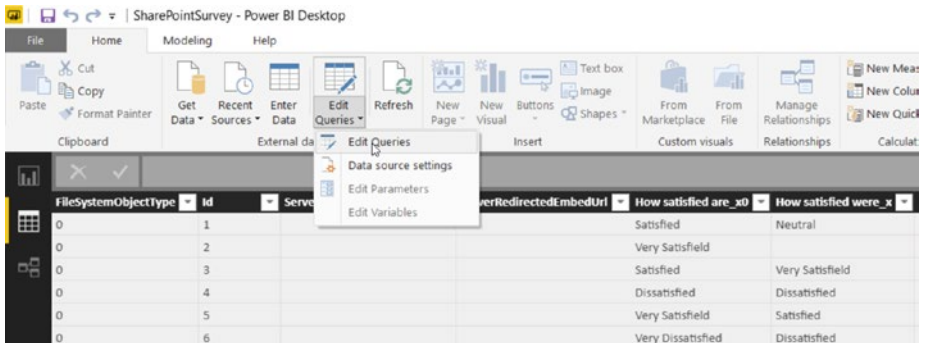 SharePointSurvey - Power BI Desktop
File Home Modeling Help
Cut
Copy
Format Painter
Paste
Clipboard
Get Data
Recent Sources
Enter Data
External da
Edit Queries
Refresh
New Page
New Visual
Buttons
Text box
Image
Shapes
Insert
From Marketplace
From File
Custom visuals
Manage Relationships
Relationships
New Meas
New Colu
New Quic
Calculat
Edit Queries
Data source settings
Edit Parameters
Edit Variables
FileSystemObjectType Id Serve verRedirectedEmbedUrl How satisfied are_x0 How satisfied were_x
0 1 Satisfied Neutral
0 2 Very Satisfield
0 3 Satisfied Very Satisfield
0 4 Dissatisfied Dissatisfied
0 5 Very Satisfield Satisfied
0 6 Very Dissatisfied Dissatisfied